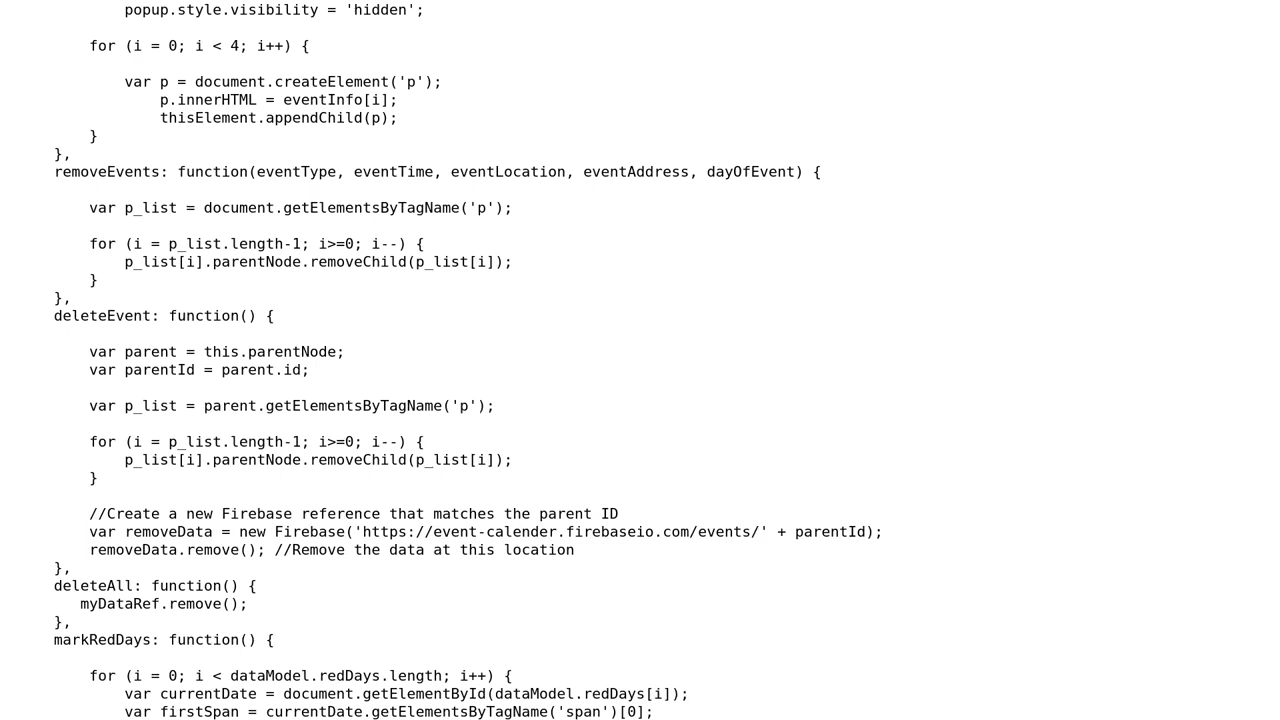 popup.style.visibility = 'hidden';
for (i = 0; i < 4; i++) {
var p = document.createElement('p');
p.innerHTML = eventInfo[i];
thisElement.appendChild(p);
}
},
removeEvents: function(eventType, eventTime, eventLocation, eventAddress, dayOfEvent) {
var p_list = document.getElementsByTagName('p');
for (i = p_list.length-1; i>=0; i--) {
p_list[i].parentNode.removeChild(p_list[i]);
}
},
deleteEvent: function() {
var parent = this.parentNode;
var parentId = parent.id;
var p_list = parent.getElementsByTagName('p');
for (i = p_list.length-1; i>=0; i--) {
p_list[i].parentNode.removeChild(p_list[i]);
}
//Create a new Firebase reference that matches the parent ID
var removeData = new Firebase('https://event-calender.firebaseio.com/events/' + parentId);
removeData.remove(); //Remove the data at this location
},
deleteAll: function() {
myDataRef.remove();
},
markRedDays: function() {
for (i = 0; i < dataModel.redDays.length; i++) {
var currentDate = document.getElementById(dataModel.redDays[i]);
var firstSpan = currentDate.getElementsByTagName('span')[0];